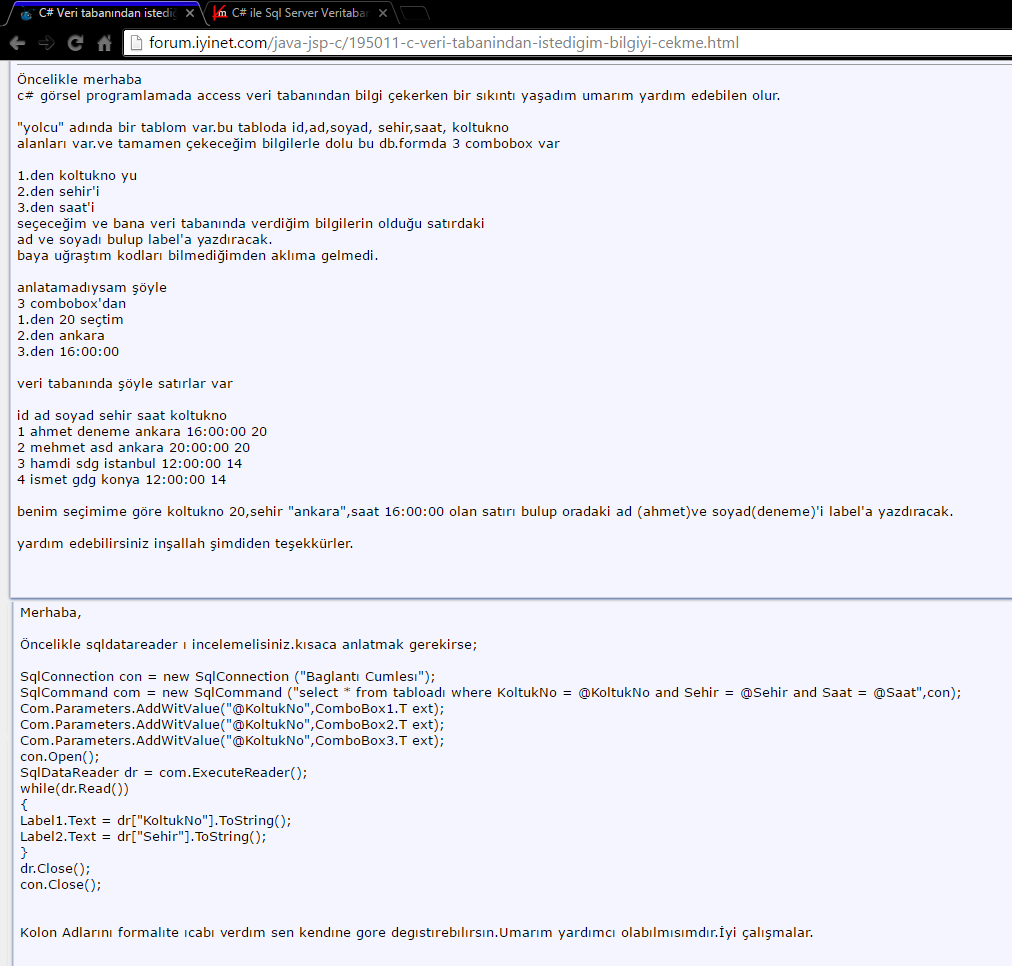 C# Veri tabanından istedi
C# ile Sql Server Veritabar
forum.iyinet.com/java-jsp-c/195011-c-veri-tabanindan-istedigim-bilgiyi-cekme.html
Öncelikle merhaba
c# görsel programlamada access veri tabanından bilgi çekerken bir sıkıntı yaşadım umarım yardım edebilen olur.
"yolcu" adında bir tablom var.bu tabloda id,ad,soyad, sehir,saat, koltukno
alanları var.ve tamamen çekeceğim bilgilerle dolu bu db.formda 3 combobox var
1.den koltukno yu
2.den sehir'i
3.den saat'i
seçeceğim ve bana veri tabanında verdiğim bilgilerin olduğu satırdaki
ad ve soyadı bulup label'a yazdıracak.
baya uğraştım kodları bilmediğimden aklıma gelmedi.
anlatamadıysam şöyle
3 combobox'dan
1.den 20 seçtim
2.den ankara
3.den 16:00:00
veri tabanında şöyle satırlar var
id ad soyad sehir saat koltukno
1 ahmet deneme ankara 16:00:00 20
2 mehmet asd ankara 20:00:00 20
3 hamdi sdg istanbul 12:00:00 14
4 ismet gdg konya 12:00:00 14
benim seçimime göre koltukno 20,sehir "ankara",saat 16:00:00 olan satırı bulup oradaki ad (ahmet)ve soyad(deneme)'i label'a yazdıracak.
yardım edebilirsiniz inşallah şimdiden teşekkürler.
Merhaba,
Öncelikle sqldatareader ı incelemelisiniz.kısaca anlatmak gerekirse;
SqlConnection con = new SqlConnection ("Baglantı Cumlesı");
SqlCommand com = new SqlCommand ("select * from tabloadı where KoltukNo = @KoltukNo and Sehir = @Sehir and Saat = @Saat",con);
Com.Parameters.AddWitValue("@KoltukNo",ComboBox1.T ext);
Com.Parameters.AddWitValue("@KoltukNo",ComboBox2.T ext);
Com.Parameters.AddWitValue("@KoltukNo",ComboBox3.T ext);
con.Open();
SqlDataReader dr = com.ExecuteReader();
while(dr.Read())
{
Label1.Text = dr["KoltukNo"].ToString();
Label2.Text = dr["Sehir"].ToString();
}
dr.Close();
con.Close();
Kolon Adlarını formalıte ıcabı verdım sen kendıne gore degıstırebılırsın.Umarım yardımcı olabılmısımdır.İyi çalışmalar.